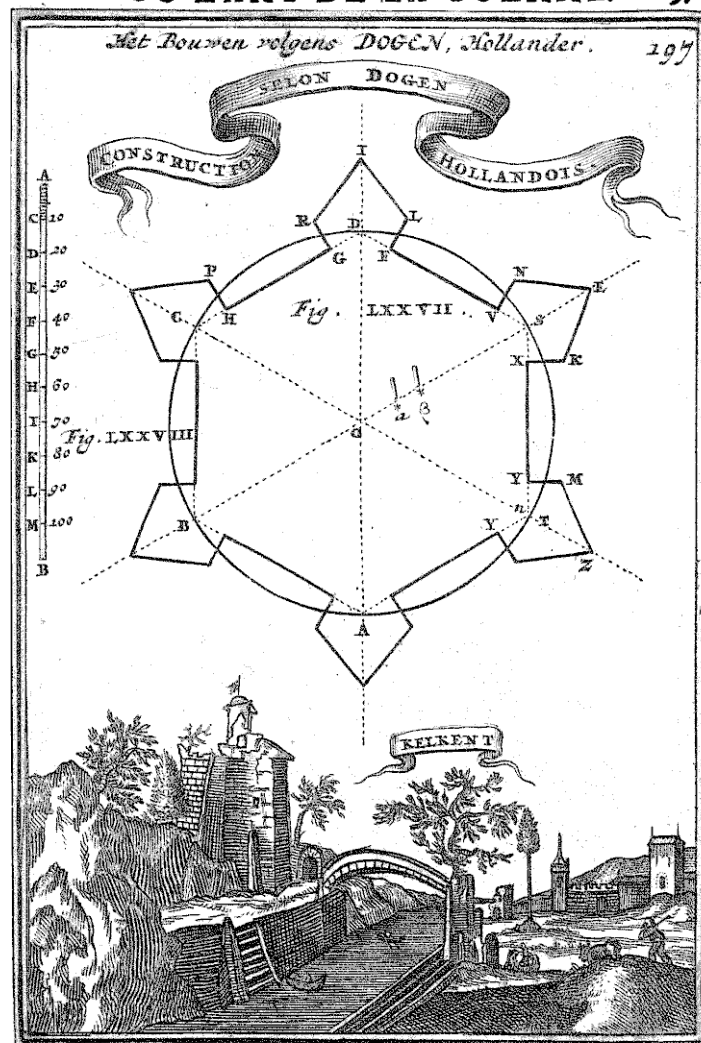 Het Bouwen volgens DOGEN, Hollander. 197
CONSTRUCTION SELON DOGEN HOLLANDOIS.
I
A
R D L
C 10
G F
D 20
P N
E 30
E
H Fig. LXXVII. V
F 40
C S
G 50
X K
H 60
a β
I 70
Fig. LXXVIII
K 80
L 90
Y M
M 100
B Y n T
B
Z
A
KELKENT